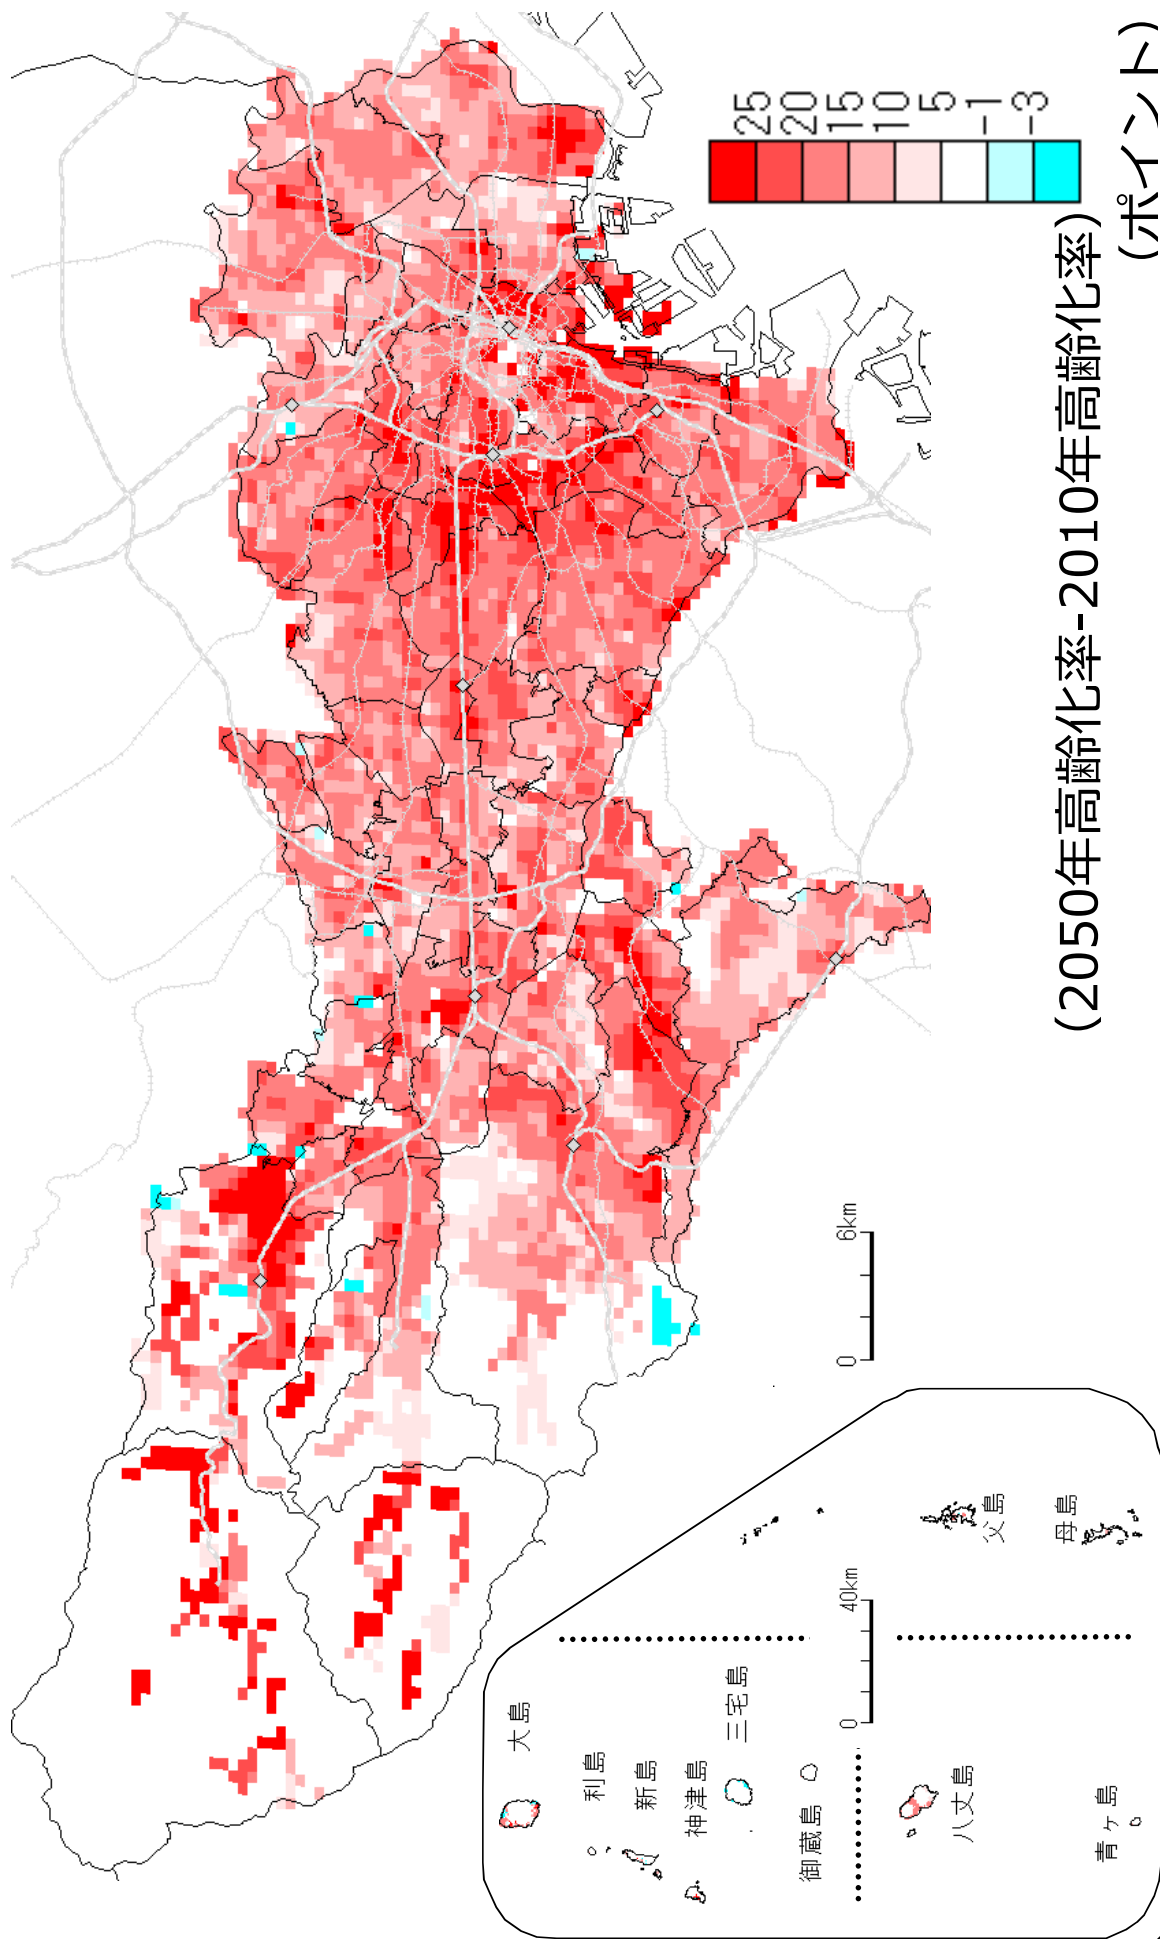 (2050年高齢化率-2010年高齢化率)
(ポイント)
25
20
15
10
5
-1
-3
0 6km
大島
利島
新島
神津島
三宅島
御蔵島
0 40km
八丈島
青ヶ島
父島
母島